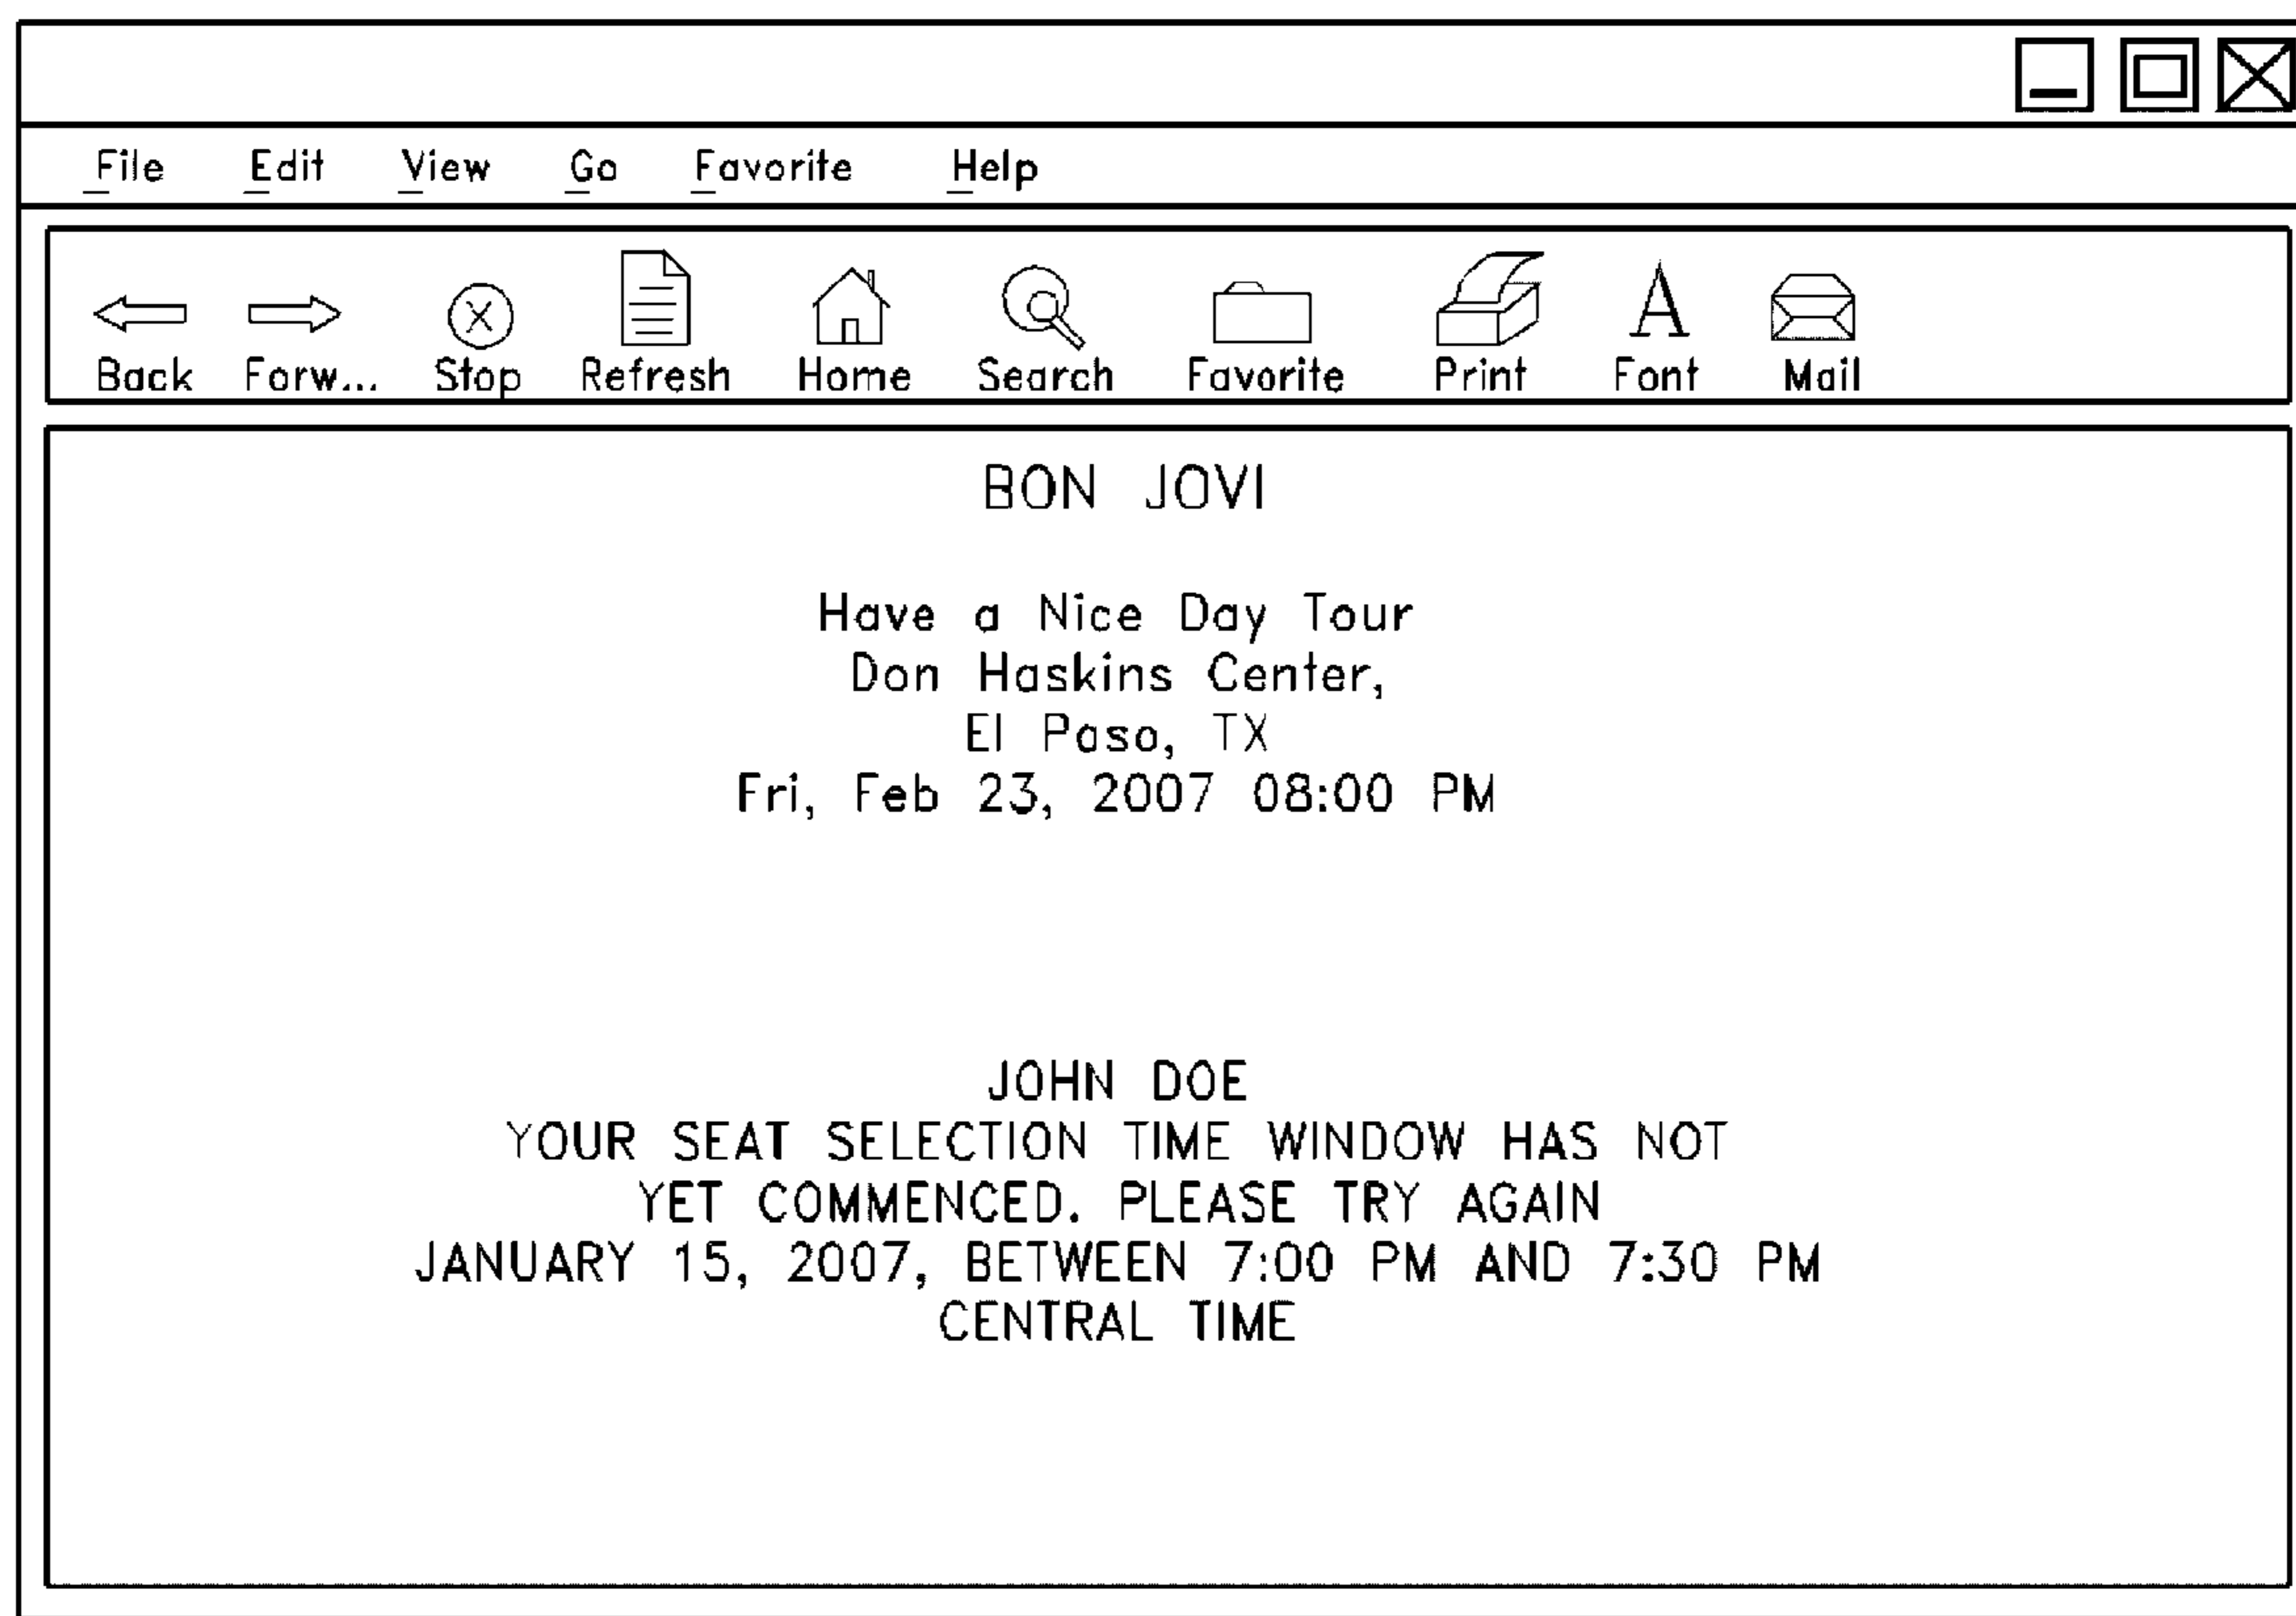 File Edit View Go Favorite Help
Back Forw... Stop Refresh Home Search Favorite Print Font Mail
BON JOVI
Have a Nice Day Tour
Don Haskins Center,
El Paso, TX
Fri, Feb 23, 2007 08:00 PM
JOHN DOE
YOUR SEAT SELECTION TIME WINDOW HAS NOT
YET COMMENCED. PLEASE TRY AGAIN
JANUARY 15, 2007, BETWEEN 7:00 PM AND 7:30 PM
CENTRAL TIME